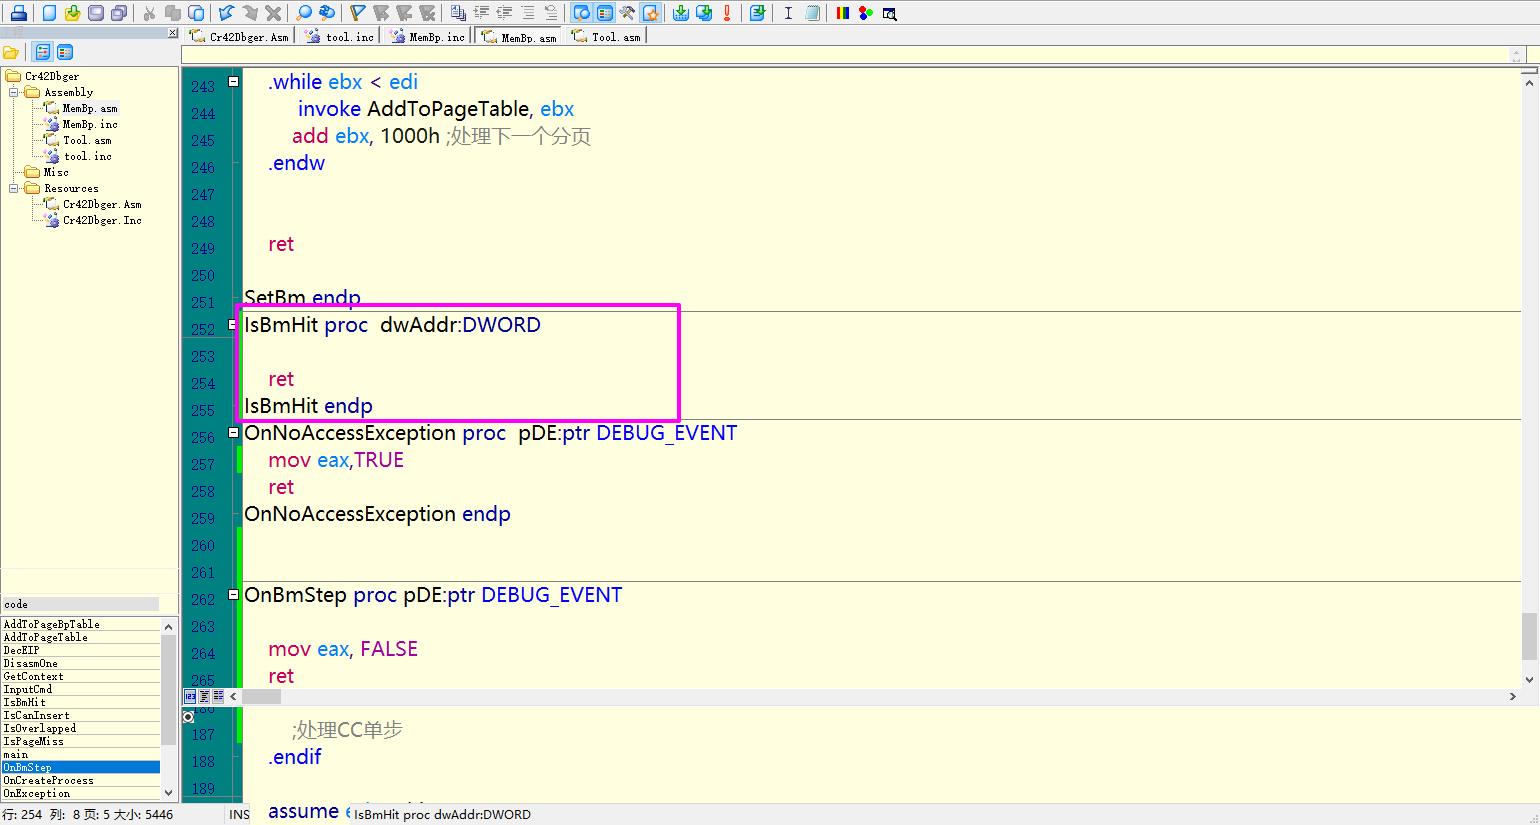 Cr42Dbger.Asm tool.inc MemBp.inc MemBp.asm Tool.asm
Cr42Dbger
Assembly
MemBp.asm
MemBp.inc
Tool.asm
tool.inc
Misc
Resources
Cr42Dbger.Asm
Cr42Dbger.Inc
code
AddToPageBpTable
AddToPageTable
DecEIP
DisasmOne
GetContext
InputCmd
IsBmHit
IsCanInsert
IsOverlapped
IsPageMiss
main
OnBmStep
OnCreateProcess
OnException
243 .while ebx < edi
244 invoke AddToPageTable, ebx
245 add ebx, 1000h ;处理下一个分页
246 .endw
247
248
249 ret
250
251 SetBm endp
252 IsBmHit proc dwAddr:DWORD
253
254 ret
255 IsBmHit endp
256 OnNoAccessException proc pDE:ptr DEBUG_EVENT
257 mov eax,TRUE
258 ret
259 OnNoAccessException endp
260
261
262 OnBmStep proc pDE:ptr DEBUG_EVENT
263
264 mov eax, FALSE
265 ret
186
187 ;处理CC单步
188 .endif
189
assume
行: 254 列: 8 页: 5 大小: 5446 INS IsBmHit proc dwAddr:DWORD